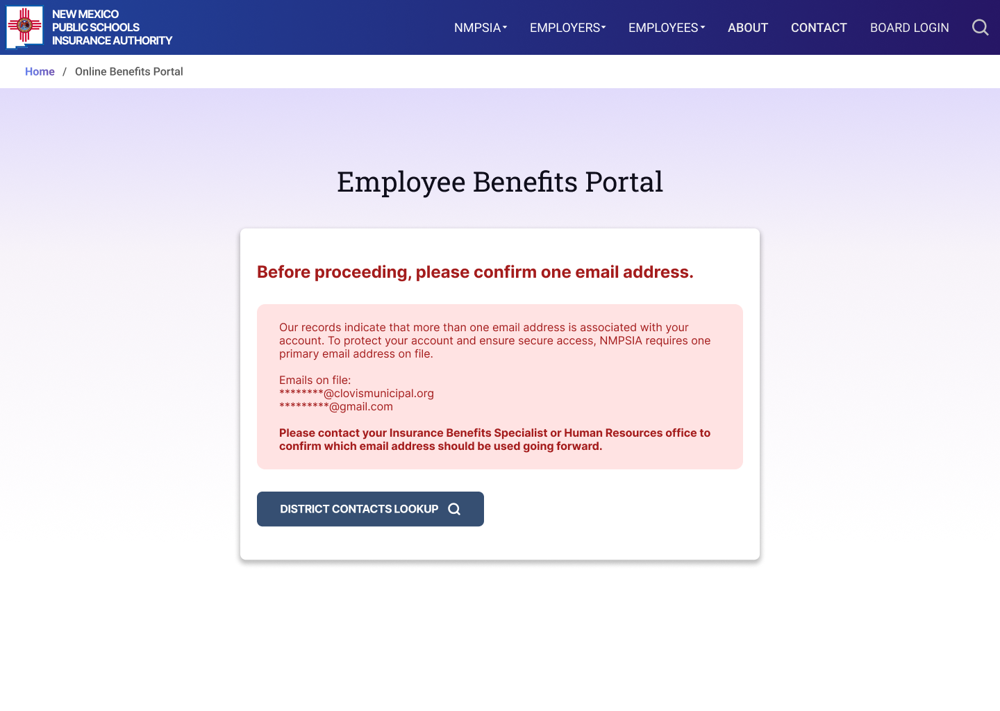 NEW MEXICO
PUBLIC SCHOOLS
INSURANCE AUTHORITY
NMPSIA EMPLOYERS EMPLOYEES ABOUT CONTACT BOARD LOGIN
Home / Online Benefits Portal
Employee Benefits Portal
Before proceeding, please confirm one email address.
Our records indicate that more than one email address is associated with your
account. To protect your account and ensure secure access, NMPSIA requires one
primary email address on file.
Emails on file:
********@clovismunicipal.org
*********@gmail.com
Please contact your Insurance Benefits Specialist or Human Resources office to
confirm which email address should be used going forward.
DISTRICT CONTACTS LOOKUP